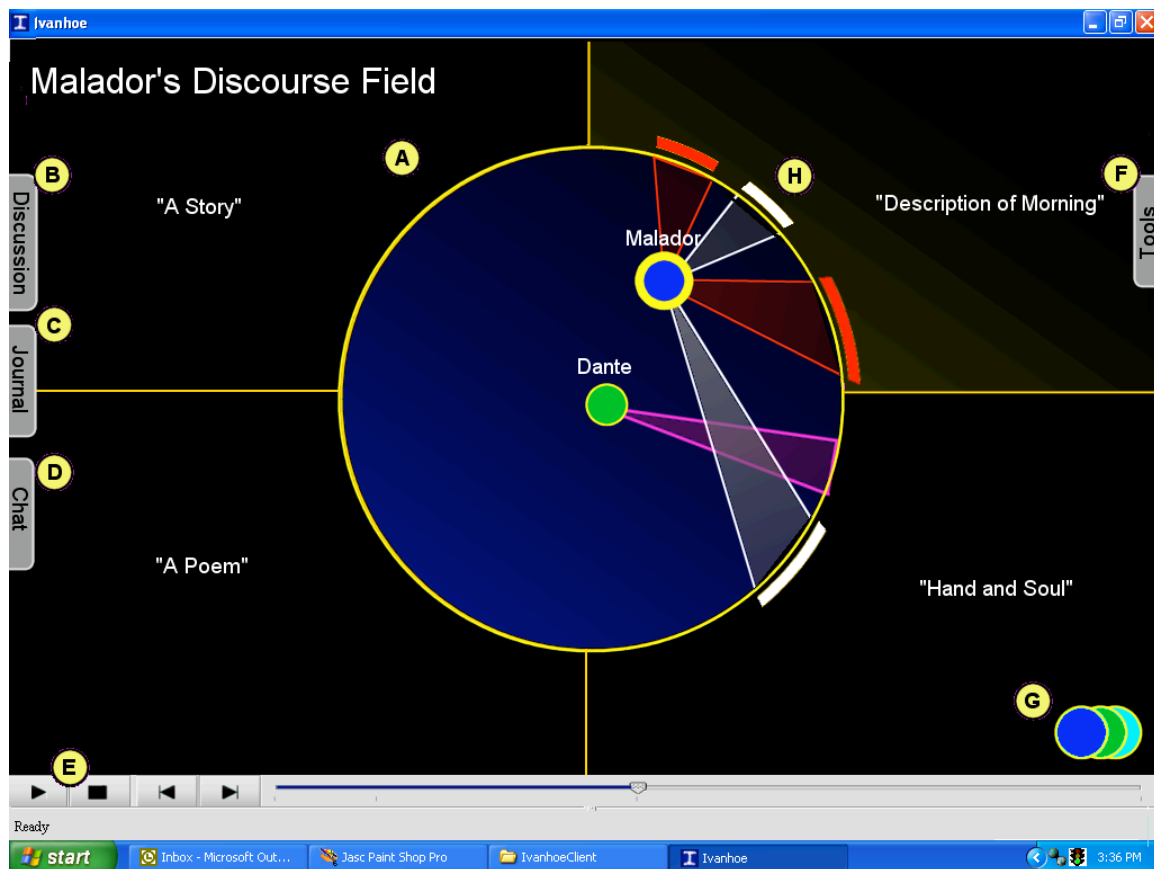 Ivanhoe
Malador's Discourse Field
A
B
H
F
Discussion
"A Story"
"Description of Morning"
Tools
Malador
C
Journal
Dante
D
Chat
"A Poem"
"Hand and Soul"
G
E
Ready
start
Inbox - Microsoft Out...
Jasc Paint Shop Pro
IvanhoeClient
Ivanhoe
3:36 PM